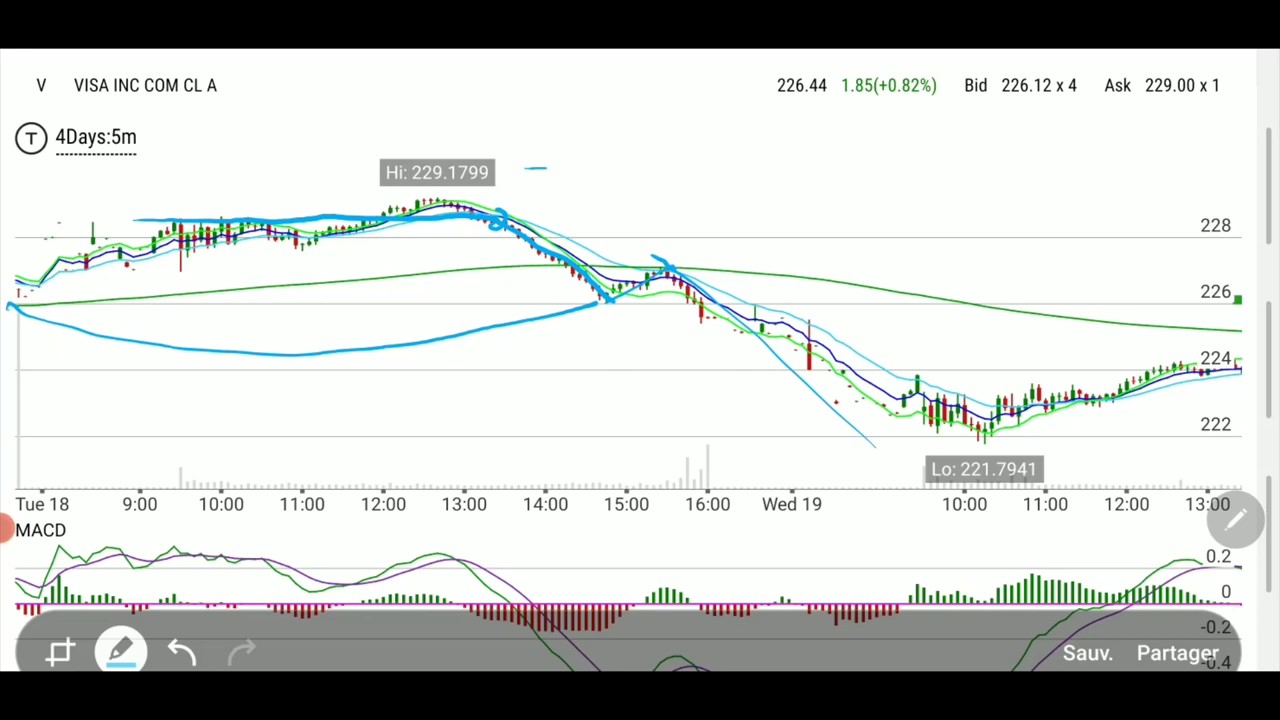 V VISA INC COM CL A 226.44 1.85(+0.82%) Bid 226.12 x 4 Ask 229.00 x 1
T 4Days:5m
Hi: 229.1799
228
226
224
222
Lo: 221.7941
Tue 18 9:00 10:00 11:00 12:00 13:00 14:00 15:00 16:00 Wed 19 10:00 11:00 12:00 13:00
MACD
0.2
0
-0.2
Sauv. Partager
-0.4